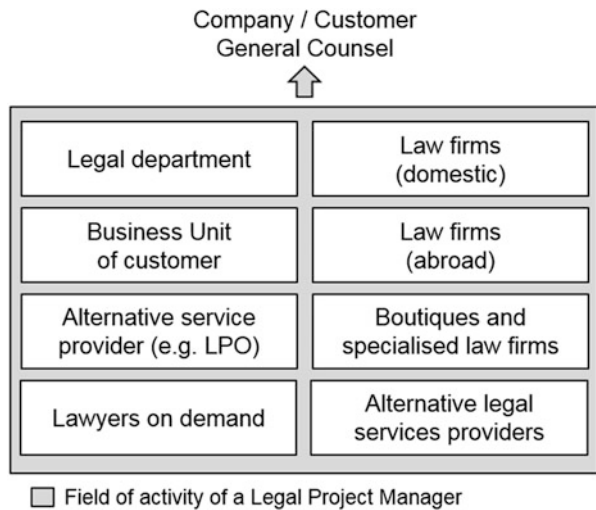 Company / Customer
General Counsel
Legal department
Law firms
(domestic)
Business Unit
of customer
Law firms
(abroad)
Alternative service
provider (e.g. LPO)
Boutiques and
specialised law firms
Lawyers on demand
Alternative legal
services providers
Field of activity of a Legal Project Manager